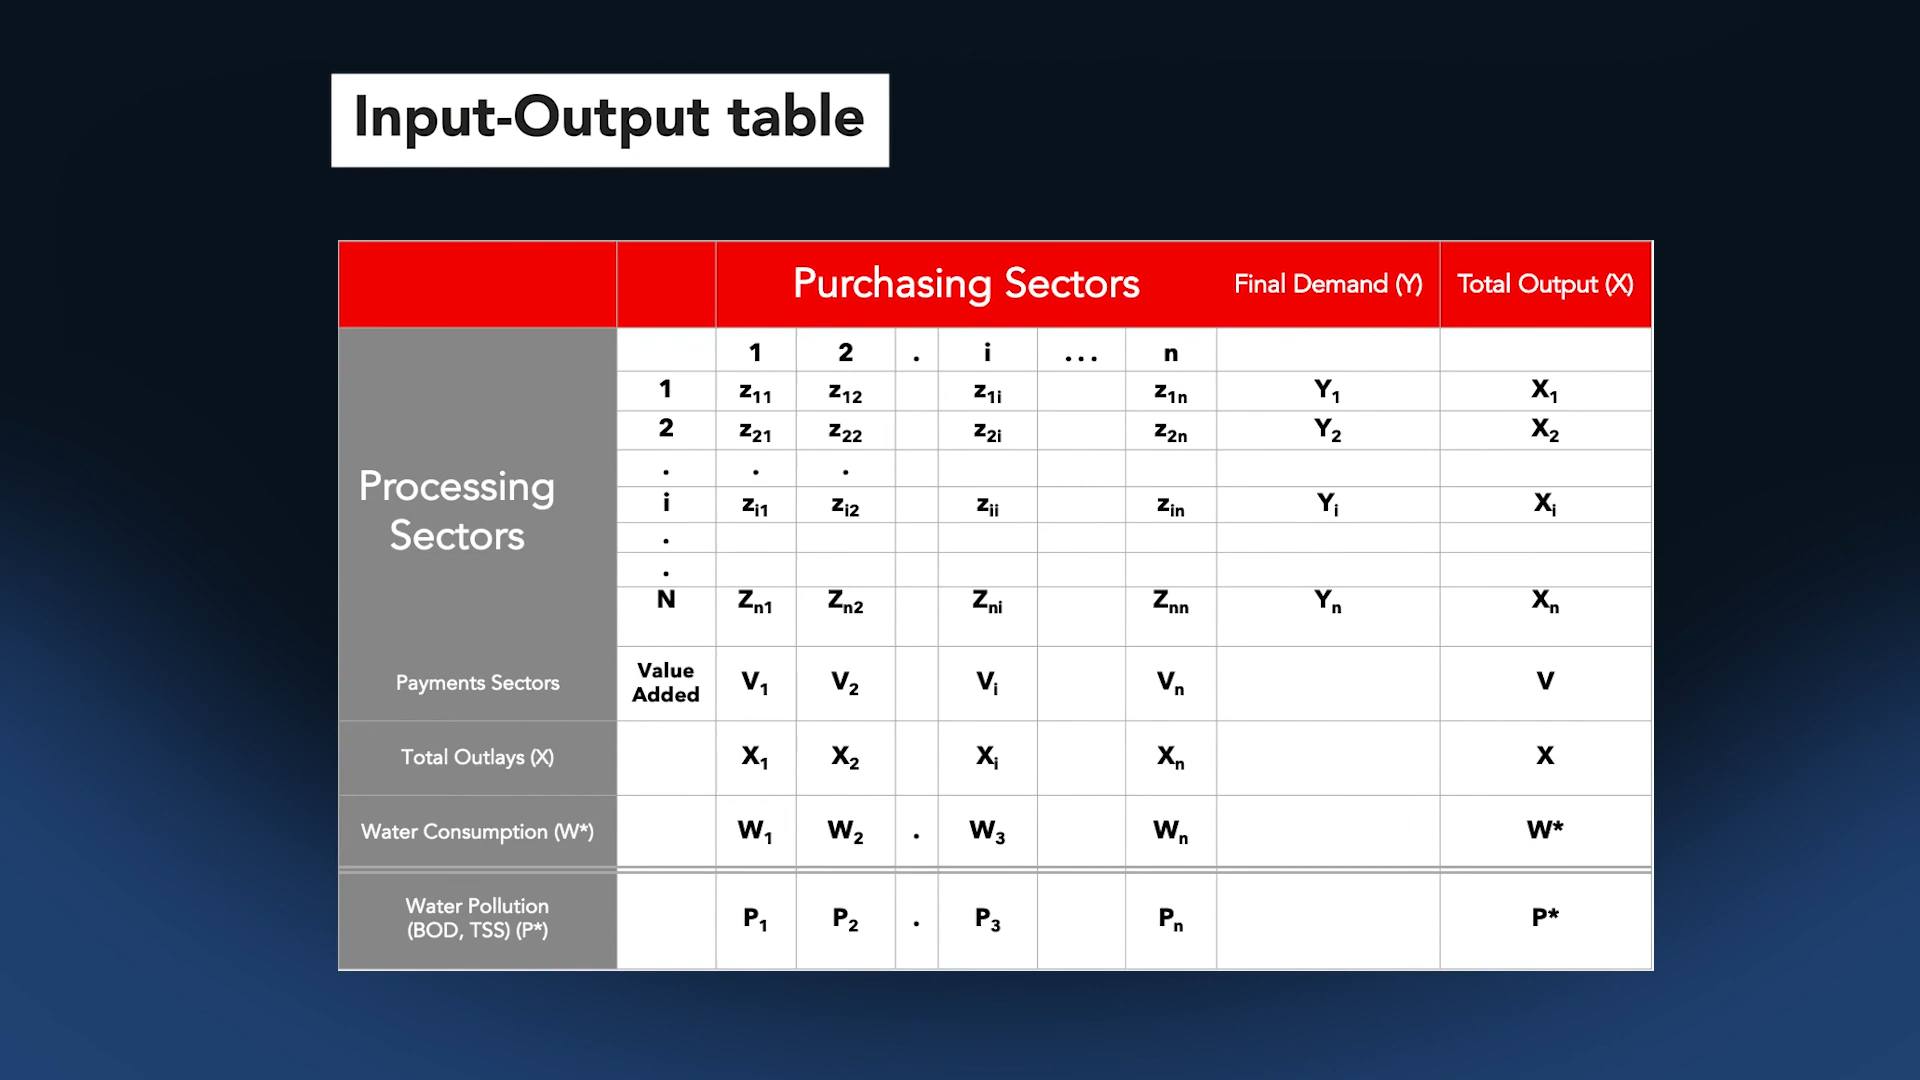 Input-Output table
Purchasing Sectors Final Demand (Y) Total Output (X)
1 2 . i ... n
1 z11 z12 z1i z1n Y1 X1
2 z21 z22 z2i z2n Y2 X2
. . .
Processing
Sectors
i zi1 zi2 zii zin Yi Xi
.
.
N Zn1 Zn2 Zni Znn Yn Xn
Payments Sectors Value Added V1 V2 Vi Vn V
Total Outlays (X) X1 X2 Xi Xn X
Water Consumption (W*) W1 W2 . W3 Wn W*
Water Pollution
(BOD, TSS) (P*) P1 P2 . P3 Pn P*